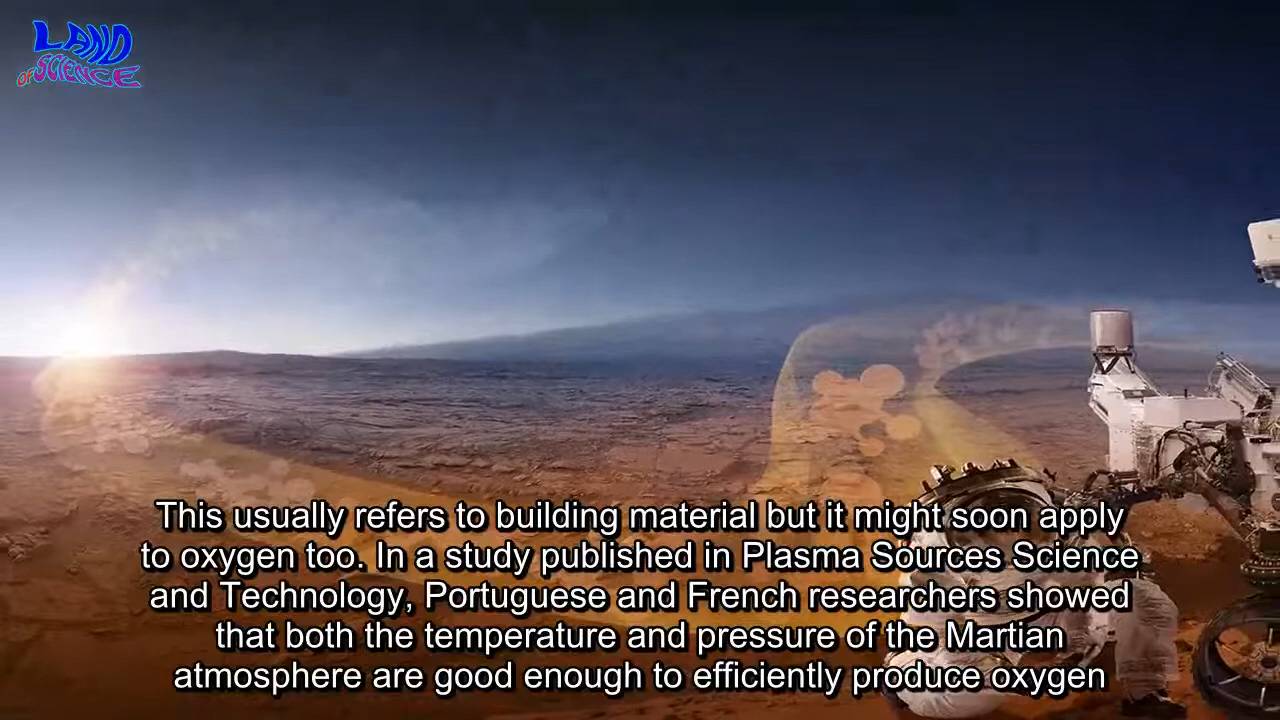 LAND
OF SCIENCE
This usually refers to building material but it might soon apply
to oxygen too. In a study published in Plasma Sources Science
and Technology, Portuguese and French researchers showed
that both the temperature and pressure of the Martian
atmosphere are good enough to efficiently produce oxygen